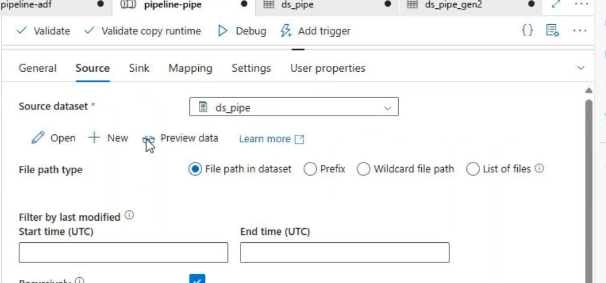 pipeline-adf pipeline-pipe ds_pipe ds_pipe_gen2
Validate Validate copy runtime Debug Add trigger {}
General Source Sink Mapping Settings User properties
Source dataset * ds_pipe
Open New Preview data Learn more
File path type File path in dataset Prefix Wildcard file path List of files
Filter by last modified
Start time (UTC) End time (UTC)
Recursively